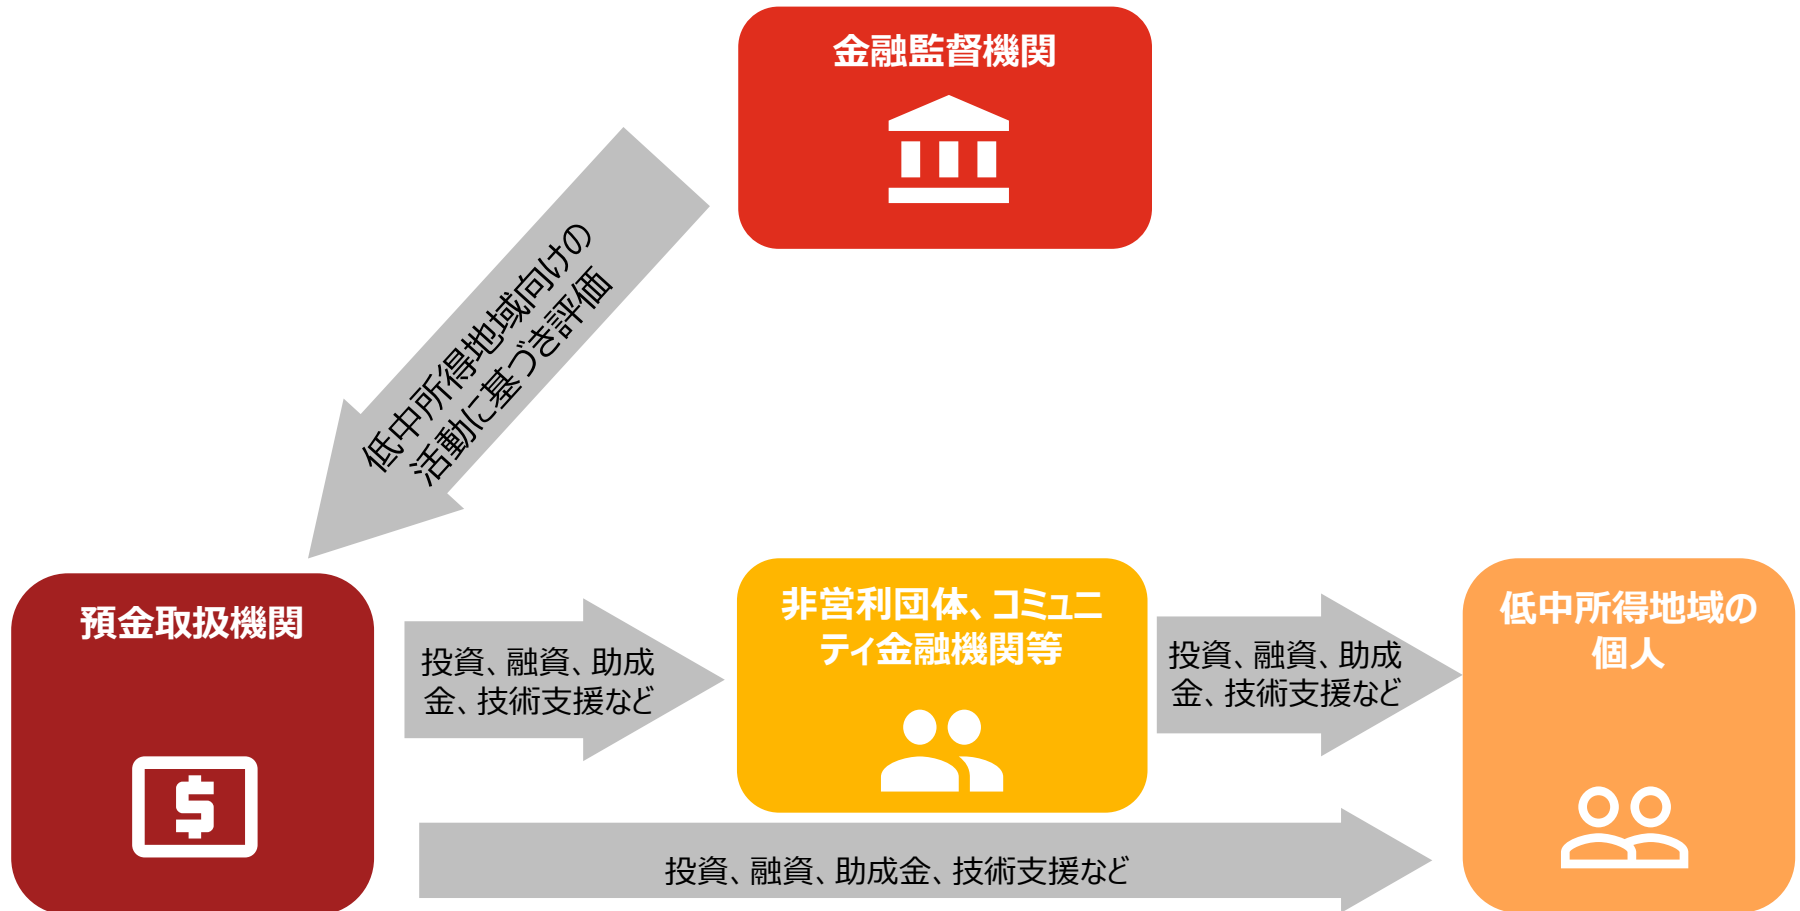 金融監督機関
低中所得地域向けの
活動に基づき評価
預金取扱機関
投資、融資、助成
金、技術支援など
非営利団体、コミュニ
ティ金融機関等
投資、融資、助成
金、技術支援など
低中所得地域の
個人
投資、融資、助成金、技術支援など